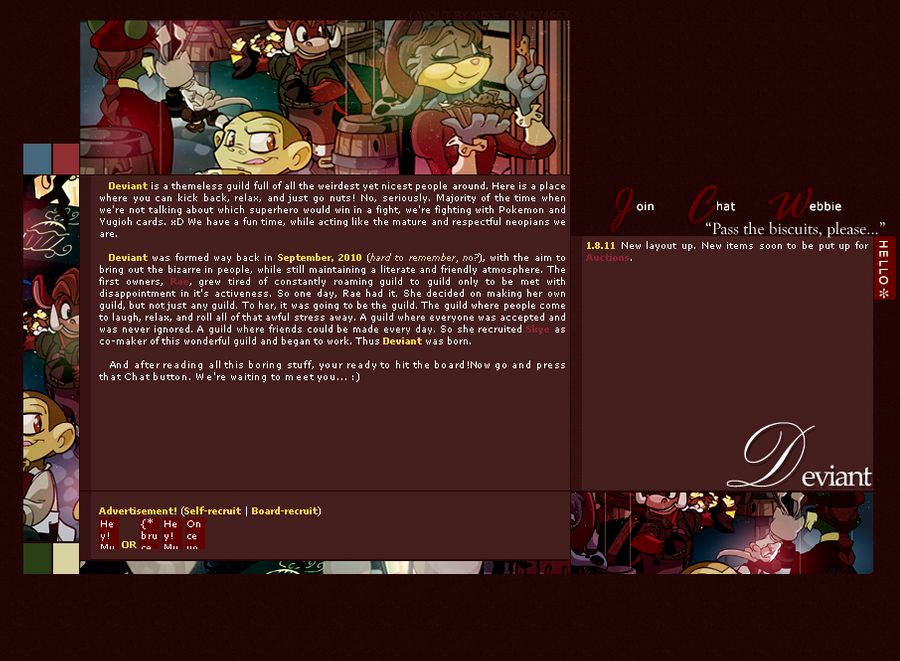 Deviant is a themeless guild full of all the weirdest yet nicest people around. Here is a place
where you can kick back, relax, and just go nuts! No, seriously. Majority of the time when
we're not talking about which superhero would win in a fight, we're fighting with Pokemon and
Yugioh cards. xD We have a fun time, while acting like the mature and respectful neopians we
are.
Deviant was formed way back in September, 2010 (hard to remember, no?), with the aim to
bring out the bizarre in people, while still maintaining a literate and friendly atmosphere. The
first owners, Rae, grew tired of constantly roaming guild to guild only to be met with
disappointment in it's activeness. So one day, Rae had it. She decided on making her own
guild, but not just any guild. To her, it was going to be the guild. The guild where people come
to laugh, relax, and roll all of that awful stress away. A guild where everyone was accepted and
was never ignored. A guild where friends could be made every day. So she recruited Skye as
co-maker of this wonderful guild and began to work. Thus Deviant was born.
And after reading all this boring stuff, your ready to hit the board!Now go and press
that Chat button. We're waiting to meet you... :)
Advertisement! (Self-recruit | Board-recruit)
He {* He On
y! bru y! ce
OR
Join Chat Webbie
“Pass the biscuits, please...”
1.8.11 New layout up. New items soon to be put up for
Auctions.
HELLO*
Deviant